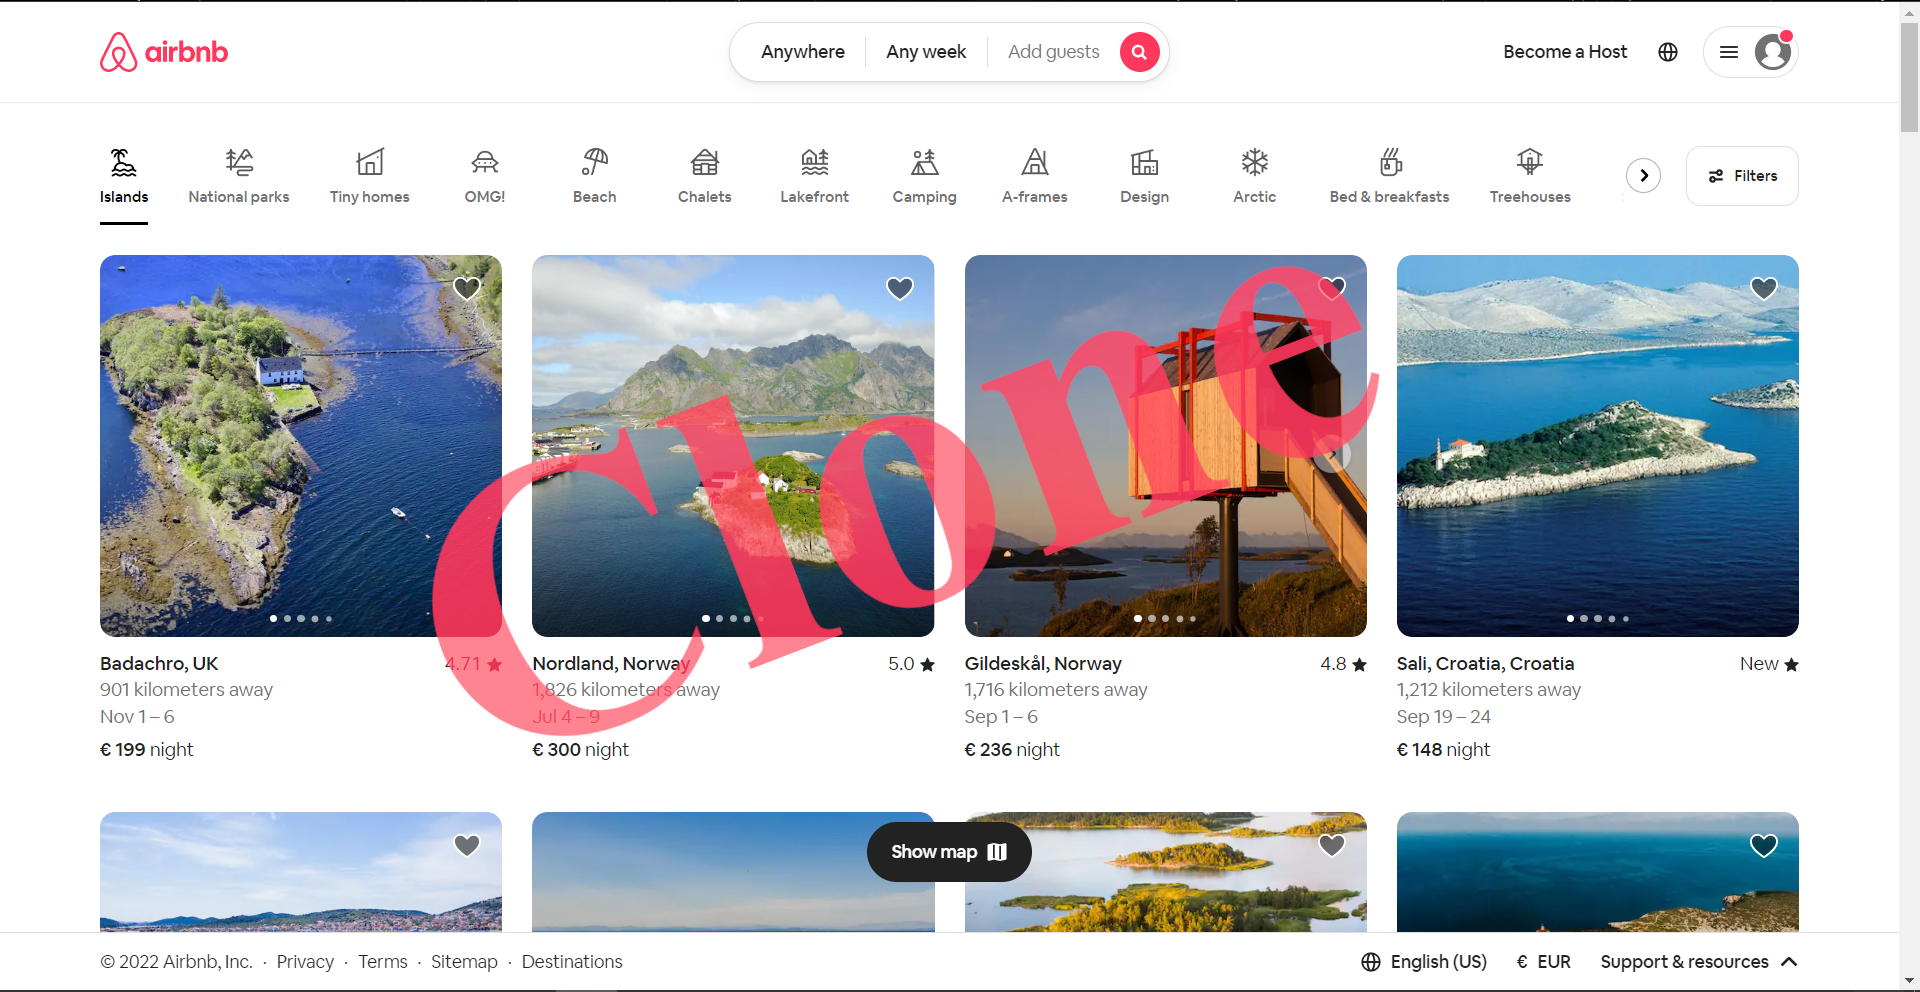 airbnb
Anywhere Any week Add guests
Become a Host
Islands National parks Tiny homes OMG! Beach Chalets Lakefront Camping A-frames Design Arctic Bed & breakfasts Treehouses
Filters
Clone
Badachro, UK 4.71
901 kilometers away
Nov 1 – 6
€ 199 night
Nordland, Norway 5.0
1,826 kilometers away
Jul 4 – 9
€ 300 night
Gildeskål, Norway 4.8
1,716 kilometers away
Sep 1 – 6
€ 236 night
Sali, Croatia, Croatia New
1,212 kilometers away
Sep 19 – 24
€ 148 night
Show map
© 2022 Airbnb, Inc. · Privacy · Terms · Sitemap · Destinations
English (US) € EUR Support & resources